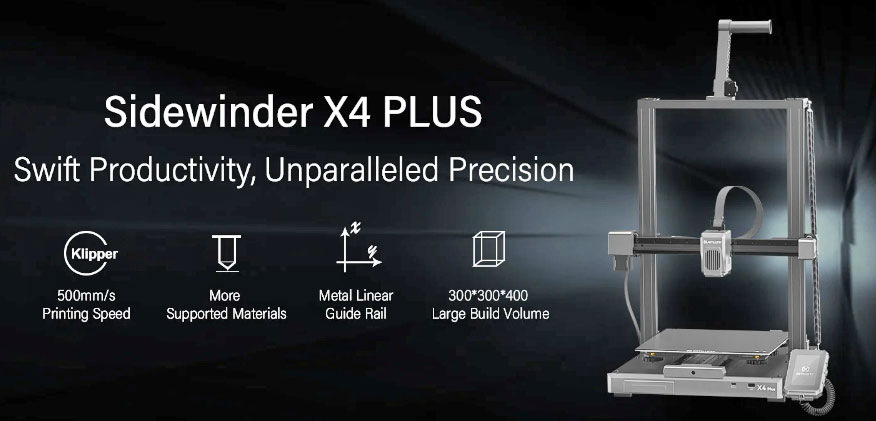 Sidewinder X4 PLUS
Swift Productivity, Unparalleled Precision
Klipper
500mm/s
Printing Speed
More
Supported Materials
x
y
Metal Linear
Guide Rail
300*300*400
Large Build Volume
X4 Plus